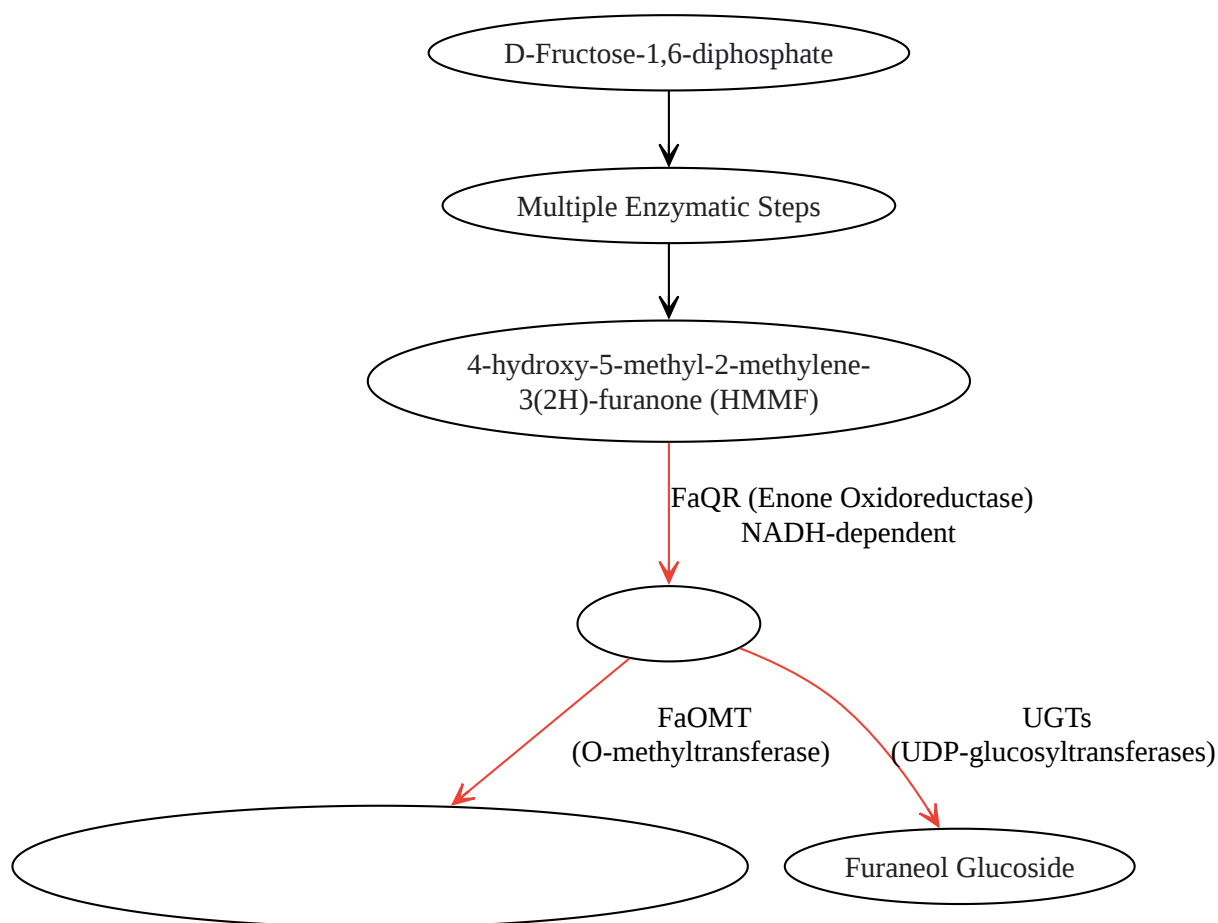 D-Fructose-1,6-diphosphate
Multiple Enzymatic Steps
4-hydroxy-5-methyl-2-methylene-
3(2H)-furanone (HMMF)
FaQR (Enone Oxidoreductase)
NADH-dependent
FaOMT
(O-methyltransferase)
UGTs
(UDP-glucosyltransferases)
Furaneol Glucoside